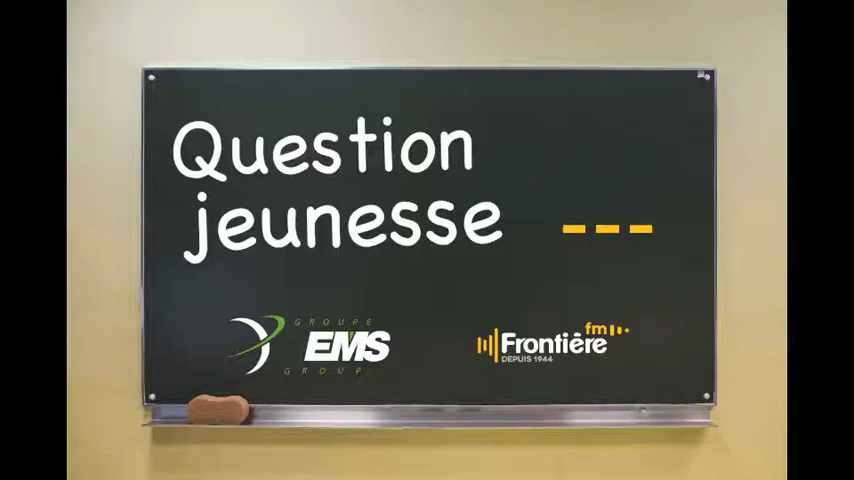 Question
jeunesse
GROUPE
EMS
GROUP
fm
Frontière
DEPUIS 1944